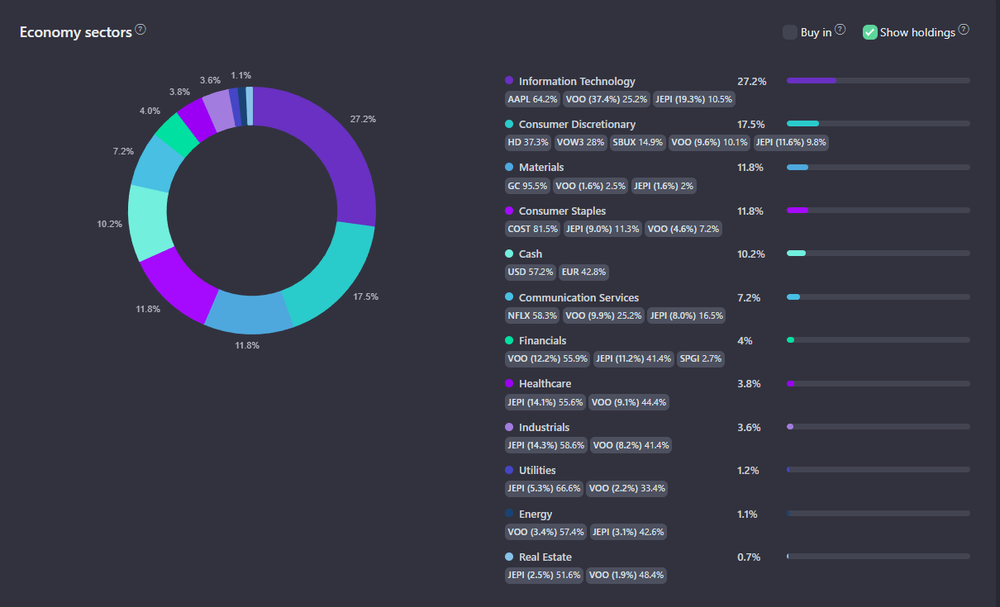 Economy sectors ?
Buy in ? Show holdings ?
1.1%
3.6%
3.8%
4.0%
27.2%
7.2%
10.2%
17.5%
11.8%
11.8%
Information Technology 27.2%
AAPL 64.2% VOO (37.4%) 25.2% JEPI (19.3%) 10.5%
Consumer Discretionary 17.5%
HD 37.3% VOW3 28% SBUX 14.9% VOO (9.6%) 10.1% JEPI (11.6%) 9.8%
Materials 11.8%
GC 95.5% VOO (1.6%) 2.5% JEPI (1.6%) 2%
Consumer Staples 11.8%
COST 81.5% JEPI (9.0%) 11.3% VOO (4.6%) 7.2%
Cash 10.2%
USD 57.2% EUR 42.8%
Communication Services 7.2%
NFLX 58.3% VOO (9.9%) 25.2% JEPI (8.0%) 16.5%
Financials 4%
VOO (12.2%) 55.9% JEPI (11.2%) 41.4% SPGI 2.7%
Healthcare 3.8%
JEPI (14.1%) 55.6% VOO (9.1%) 44.4%
Industrials 3.6%
JEPI (14.3%) 58.6% VOO (8.2%) 41.4%
Utilities 1.2%
JEPI (5.3%) 66.6% VOO (2.2%) 33.4%
Energy 1.1%
VOO (3.4%) 57.4% JEPI (3.1%) 42.6%
Real Estate 0.7%
JEPI (2.5%) 51.6% VOO (1.9%) 48.4%